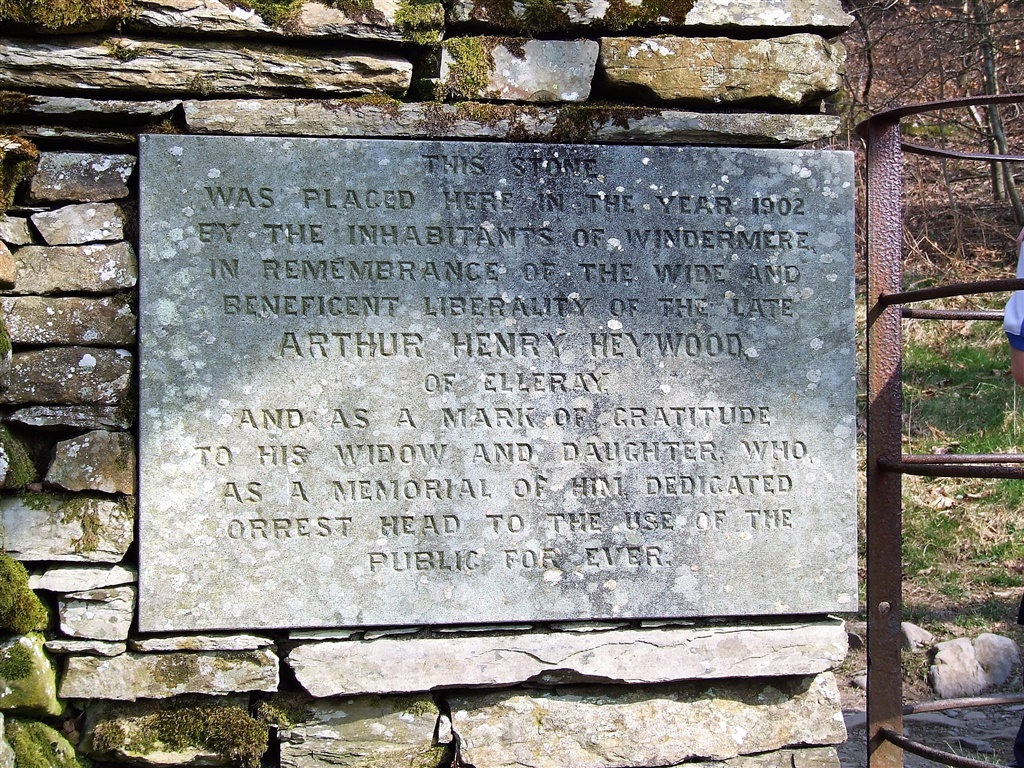 THIS STONE
WAS PLACED HERE IN THE YEAR 1902
BY THE INHABITANTS OF WINDERMERE,
IN REMEMBRANCE OF THE WIDE AND
BENEFICENT LIBERALITY OF THE LATE
ARTHUR HENRY HEYWOOD,
OF ELLERAY,
AND AS A MARK OF GRATITUDE
TO HIS WIDOW AND DAUGHTER, WHO,
AS A MEMORIAL OF HIM, DEDICATED
ORREST HEAD TO THE USE OF THE
PUBLIC FOR EVER.